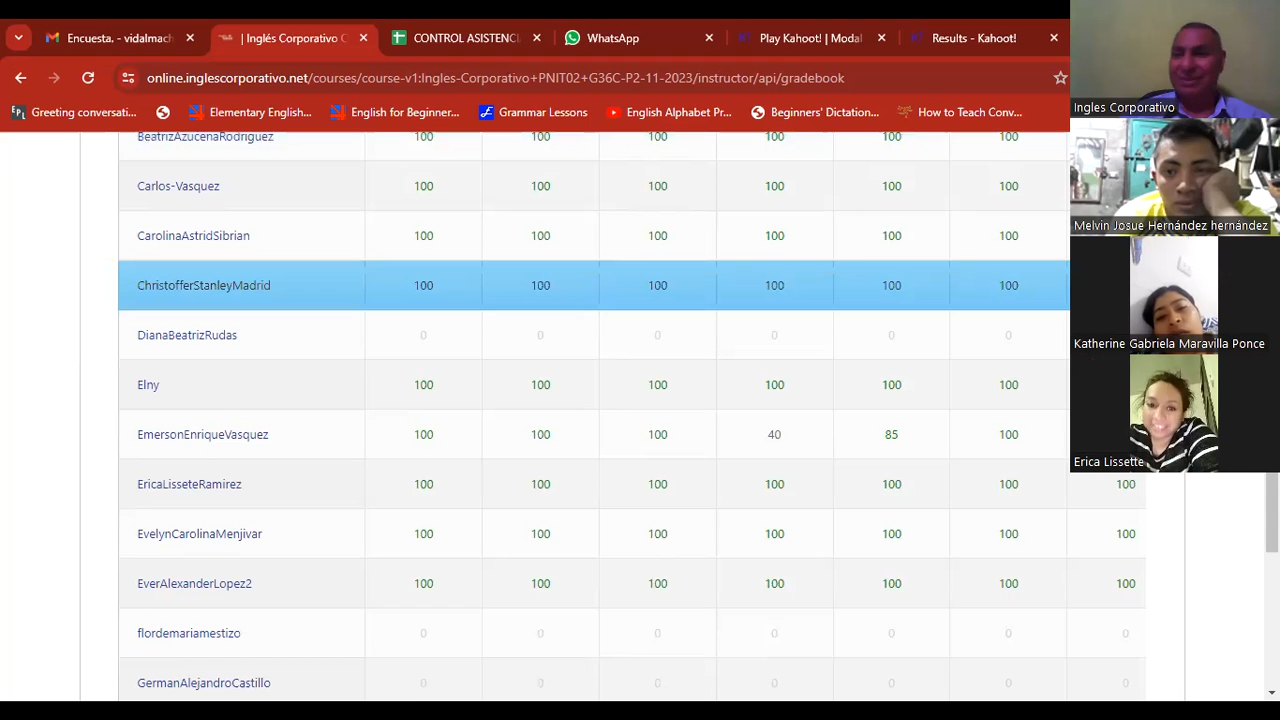 Encuesta. - vidalmach
| Inglés Corporativo C
CONTROL ASISTENCI
WhatsApp
Play Kahoot! | Modal
Results - Kahoot!
online.inglescorporativo.net/courses/course-v1:Ingles-Corporativo+PNIT02+G36C-P2-11-2023/instructor/api/gradebook
Greeting conversati...
Elementary English...
English for Beginner...
Grammar Lessons
English Alphabet Pr...
Beginners' Dictation...
How to Teach Conv...
BeatrizAzucenaRodriguez 100 100 100 100 100 100
Carlos-Vasquez 100 100 100 100 100 100
CarolinaAstridSibrian 100 100 100 100 100 100
ChristofferStanleyMadrid 100 100 100 100 100 100
DianaBeatrizRudas 0 0 0 0 0 0
Elny 100 100 100 100 100 100
EmersonEnriqueVasquez 100 100 100 40 85 100
EricaLisseteRamirez 100 100 100 100 100 100 100
EvelynCarolinaMenjivar 100 100 100 100 100 100 100
EverAlexanderLopez2 100 100 100 100 100 100 100
flordemariamestizo 0 0 0 0 0 0 0
GermanAlejandroCastillo 0 0 0 0 0 0 0
Ingles Corporativo
Melvin Josue Hernández hernández
Katherine Gabriela Maravilla Ponce
Erica Lissette